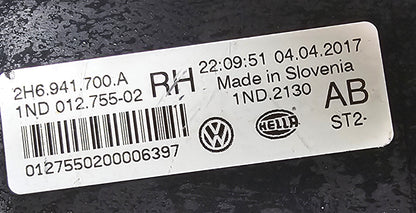 2H6.941.700.A RH 22:09:51 04.04.2017
1ND 012.755-02 Made in Slovenia
1ND.2130 AB
VW HELLA ST2-
0127550200006397